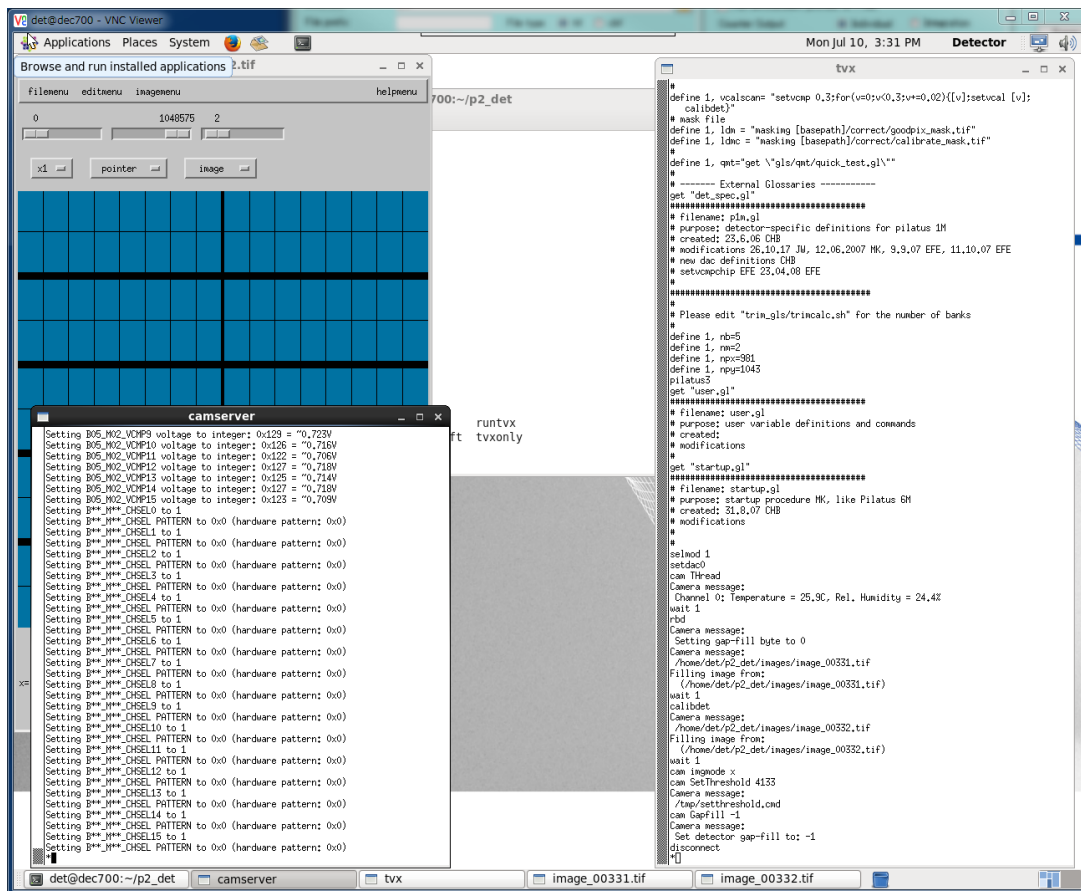 det@dec700 - VNC Viewer
Applications Places System
Mon Jul 10, 3:31 PM Detector
Browse and run installed applications
2.tif
filemenu editmenu imagemenu helpmenu
0 1048575 2
x1 pointer image
700:~/p2_det
runtvx
ft tvxonly
x=
camserver
Setting B05_M02_VCMP9 voltage to integer: 0x129 = ~0.723V
Setting B05_M02_VCMP10 voltage to integer: 0x126 = ~0.716V
Setting B05_M02_VCMP11 voltage to integer: 0x122 = ~0.706V
Setting B05_M02_VCMP12 voltage to integer: 0x127 = ~0.718V
Setting B05_M02_VCMP13 voltage to integer: 0x125 = ~0.714V
Setting B05_M02_VCMP14 voltage to integer: 0x127 = ~0.718V
Setting B05_M02_VCMP15 voltage to integer: 0x123 = ~0.709V
Setting B**_M**_CHSEL0 to 1
Setting B**_M**_CHSEL PATTERN to 0x0 (hardware pattern: 0x0)
Setting B**_M**_CHSEL1 to 1
Setting B**_M**_CHSEL PATTERN to 0x0 (hardware pattern: 0x0)
Setting B**_M**_CHSEL2 to 1
Setting B**_M**_CHSEL PATTERN to 0x0 (hardware pattern: 0x0)
Setting B**_M**_CHSEL3 to 1
Setting B**_M**_CHSEL PATTERN to 0x0 (hardware pattern: 0x0)
Setting B**_M**_CHSEL4 to 1
Setting B**_M**_CHSEL PATTERN to 0x0 (hardware pattern: 0x0)
Setting B**_M**_CHSEL5 to 1
Setting B**_M**_CHSEL PATTERN to 0x0 (hardware pattern: 0x0)
Setting B**_M**_CHSEL6 to 1
Setting B**_M**_CHSEL PATTERN to 0x0 (hardware pattern: 0x0)
Setting B**_M**_CHSEL7 to 1
Setting B**_M**_CHSEL PATTERN to 0x0 (hardware pattern: 0x0)
Setting B**_M**_CHSEL8 to 1
Setting B**_M**_CHSEL PATTERN to 0x0 (hardware pattern: 0x0)
Setting B**_M**_CHSEL9 to 1
Setting B**_M**_CHSEL PATTERN to 0x0 (hardware pattern: 0x0)
Setting B**_M**_CHSEL10 to 1
Setting B**_M**_CHSEL PATTERN to 0x0 (hardware pattern: 0x0)
Setting B**_M**_CHSEL11 to 1
Setting B**_M**_CHSEL PATTERN to 0x0 (hardware pattern: 0x0)
Setting B**_M**_CHSEL12 to 1
Setting B**_M**_CHSEL PATTERN to 0x0 (hardware pattern: 0x0)
Setting B**_M**_CHSEL13 to 1
Setting B**_M**_CHSEL PATTERN to 0x0 (hardware pattern: 0x0)
Setting B**_M**_CHSEL14 to 1
Setting B**_M**_CHSEL PATTERN to 0x0 (hardware pattern: 0x0)
Setting B**_M**_CHSEL15 to 1
Setting B**_M**_CHSEL PATTERN to 0x0 (hardware pattern: 0x0)
*
tvx
#
define 1, vcalscan= "setvcmp 0.3;for(v=0;v<0.3;v+=0.02){[v];setvcal [v];
calibdet}"
# mask file
define 1, ldm = "maskimg [basepath]/correct/goodpix_mask.tif"
define 1, ldmc = "maskimg [basepath]/correct/calibrate_mask.tif"
#
define 1, qmt="get \"gls/qmt/quick_test.gl\""
#
# ------- External Glossaries -----------
get "det_spec.gl"
#######################################
# filename: p1m.gl
# purpose: detector-specific definitions for pilatus 1M
# created: 23.6.06 CHB
# modifications 26.10.17 JW, 12.06.2007 MK, 9.9.07 EFE, 11.10.07 EFE
# new dac definitions CHB
# setvcmpchip EFE 23.04.08 EFE
#
########################################
#
# Please edit "trim_gls/trimcalc.sh" for the number of banks
#
define 1, nb=5
define 1, nm=2
define 1, npx=981
define 1, npy=1043
pilatus3
get "user.gl"
#######################################
# filename: user.gl
# purpose: user variable definitions and commands
# created:
# modifications
#
get "startup.gl"
#######################################
# filename: startup.gl
# purpose: startup procedure MK, like Pilatus 6M
# created: 31.8.07 CHB
# modifications
#
#
selmod 1
setdac0
cam THread
Camera message:
Channel 0: Temperature = 25.9C, Rel. Humidity = 24.4%
wait 1
rbd
Camera message:
Setting gap-fill byte to 0
Camera message:
/home/det/p2_det/images/image_00331.tif
Filling image from:
(/home/det/p2_det/images/image_00331.tif)
wait 1
calibdet
Camera message:
/home/det/p2_det/images/image_00332.tif
Filling image from:
(/home/det/p2_det/images/image_00332.tif)
wait 1
cam imgmode x
cam SetThreshold 4133
Camera message:
/tmp/setthreshold.cmd
cam Gapfill -1
Camera message:
Set detector gap-fill to: -1
disconnect
*
det@dec700:~/p2_det camserver tvx image_00331.tif image_00332.tif